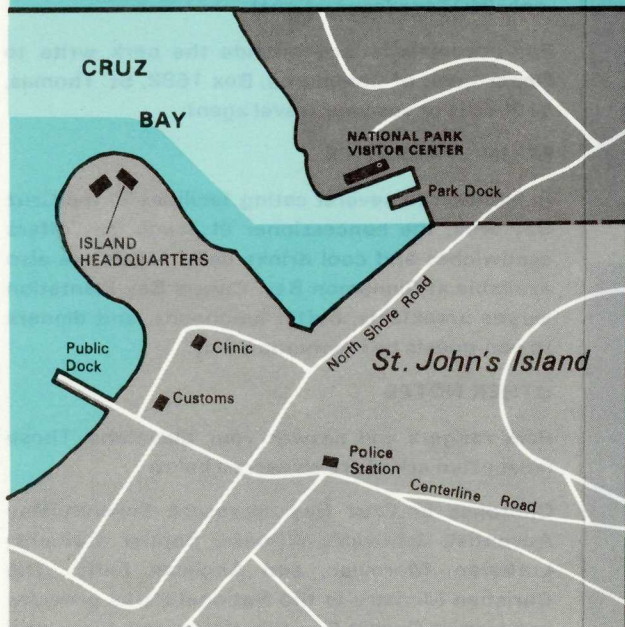 CRUZ
BAY
NATIONAL PARK
VISITOR CENTER
Park Dock
ISLAND
HEADQUARTERS
North Shore Road
St. John's Island
Public
Dock
Clinic
Customs
Police
Station
Centerline Road